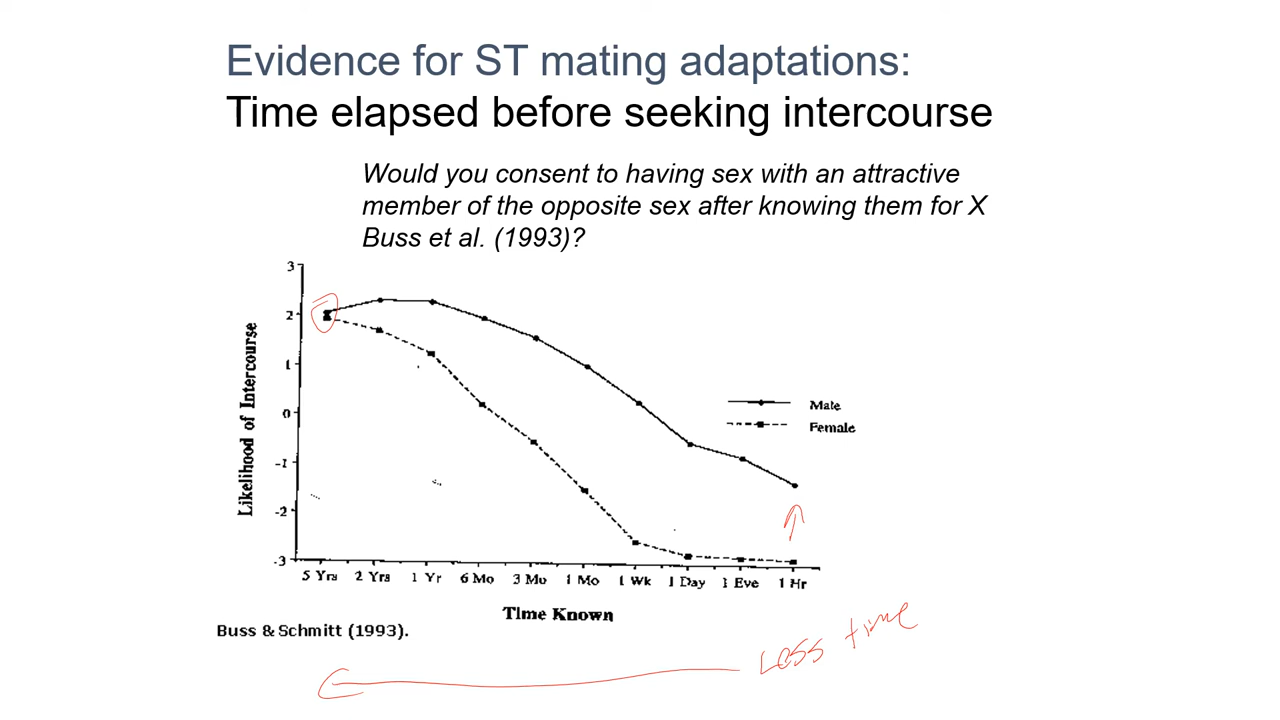 Evidence for ST mating adaptations:
Time elapsed before seeking intercourse
Would you consent to having sex with an attractive
member of the opposite sex after knowing them for X
Buss et al. (1993)?
3
2
1
0
-1
-2
-3
Likelihood of Intercourse
Male
Female
5 Yrs 2 Yrs 1 Yr 6 Mo 3 Mo 1 Mo 1 Wk 1 Day 1 Eve 1 Hr
Time Known
Buss & Schmitt (1993).
Less time